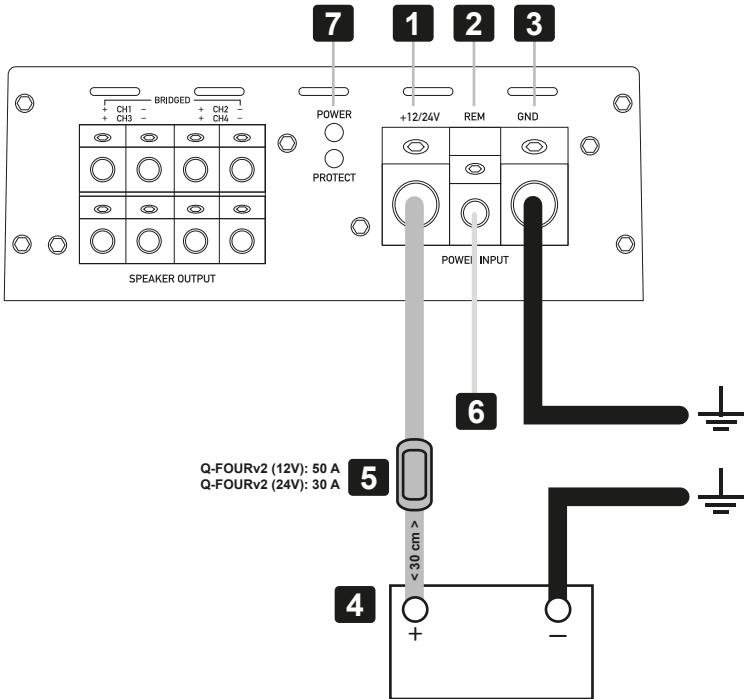 7 1 2 3
BRIDGED
+ CH1 - + CH2 -
+ CH3 - + CH4 -
POWER
PROTECT
+12/24V REM GND
SPEAKER OUTPUT
POWER INPUT
6
Q-FOURv2 (12V): 50 A
Q-FOURv2 (24V): 30 A
5
< 30 cm >
4
+ —